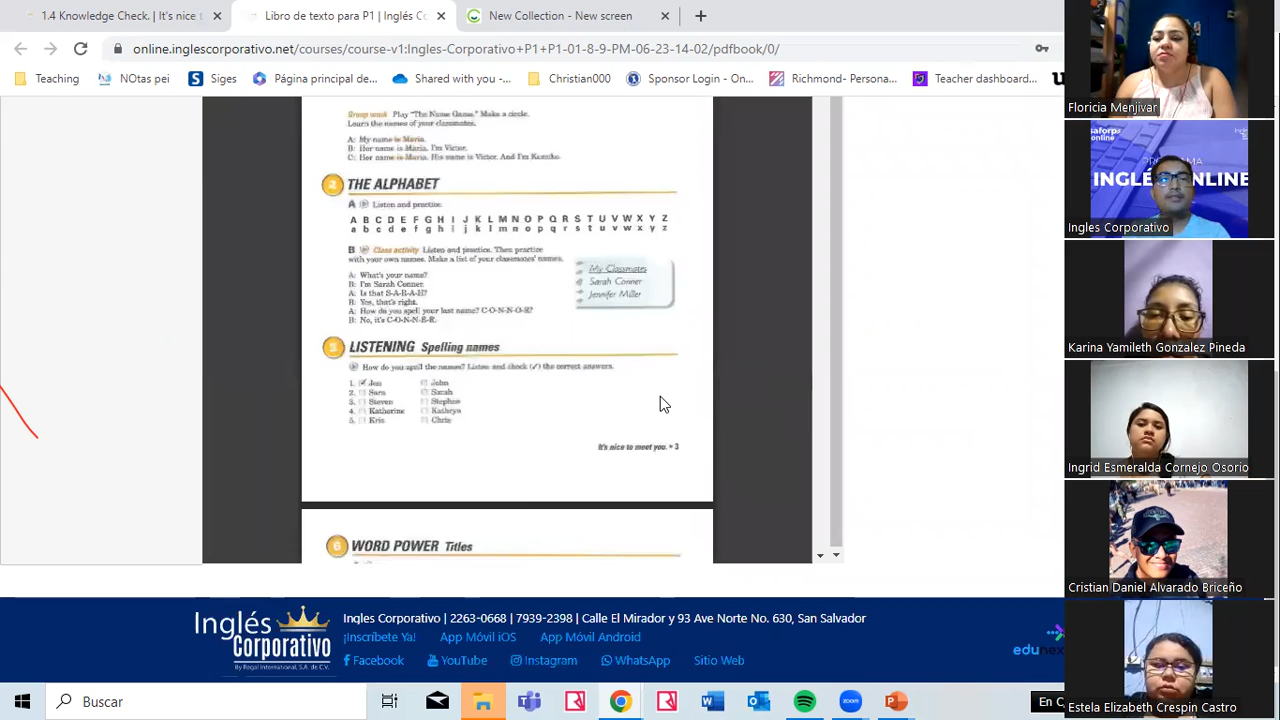 1.4 Knowledge Check. | It's nice t
Libro de texto P1 | Libro de texto
New Collection - New screen
online.inglescorporativo.net/courses/course-v1:Ingles-Corporativo+P1+P1-01-8-9-PM-06-23-14-02/pdfbook/0/
Teaching
NOtas pei
Siges
Página principal de...
Shared with you -...
Christian000
Sponsor Login - On...
Richmond- Persona...
Teacher dashboard...
Group work Play "The Name Game." Make a circle.
Learn the names of your classmates.
A: My name is Maria.
B: Her name is Maria. I'm Victor.
C: Her name is Maria. His name is Victor. And I'm
2 THE ALPHABET
A Listen and practice.
A B C D E F G H I J K L M N O P Q R S T U V W X Y Z
a b c d e f g h i j k l m n o p q r s t u v w x y z
B Class activity Listen and practice. Then practice
with your own names. Make a list of your classmates' names.
A: What's your name?
B: I'm Sarah Conner.
A: Is that S-A-R-A-H?
B: Yes, that's right.
A: How do you spell your last name? C-O-N-N-O-R?
B: No, it's C-O-N-N-E-R.
My Classmates
Sarah Conner
Jennifer Miller
LISTENING Spelling names
How do you spell the names? Listen and check (✓) the correct answers.
1. ✓ Jon John
2. Sara Sarah
3. Steven Stephen
4. Katherine Kathryn
5. Kris Chris
It's nice to meet you. • 3
6 WORD POWER Titles
Inglés
Corporativo
By Regal International, S.A. de C.V.
Ingles Corporativo | 2263-0668 | 7939-2398 | Calle El Mirador y 93 Ave Norte No. 630, San Salvador
¡Inscríbete Ya! App Móvil iOS App Móvil Android
Facebook YouTube Instagram WhatsApp Sitio Web
edunex
Buscar
zoom
Floricia Menjivar
saforp
online
PROGRAMA
INGLÉS ONLINE
Ingles Corporativo
Karina Yamileth Gonzalez Pineda
Ingrid Esmeralda Cornejo Osorio
Cristian Daniel Alvarado Briceño
Estela Elizabeth Crespin Castro